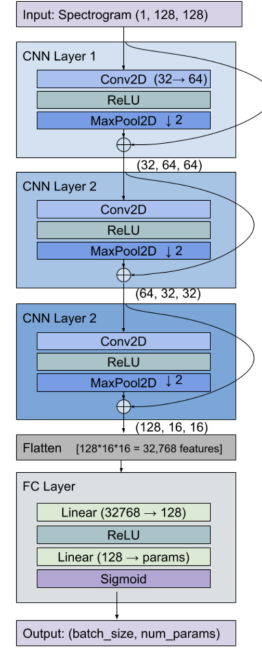 Input: Spectrogram (1, 128, 128)
CNN Layer 1
Conv2D (32→ 64)
ReLU
MaxPool2D ↓ 2
(32, 64, 64)
CNN Layer 2
Conv2D
ReLU
MaxPool2D ↓ 2
(64, 32, 32)
CNN Layer 2
Conv2D
ReLU
MaxPool2D ↓ 2
(128, 16, 16)
Flatten [128*16*16 = 32,768 features]
FC Layer
Linear (32768 → 128)
ReLU
Linear (128 → params)
Sigmoid
Output: (batch_size, num_params)